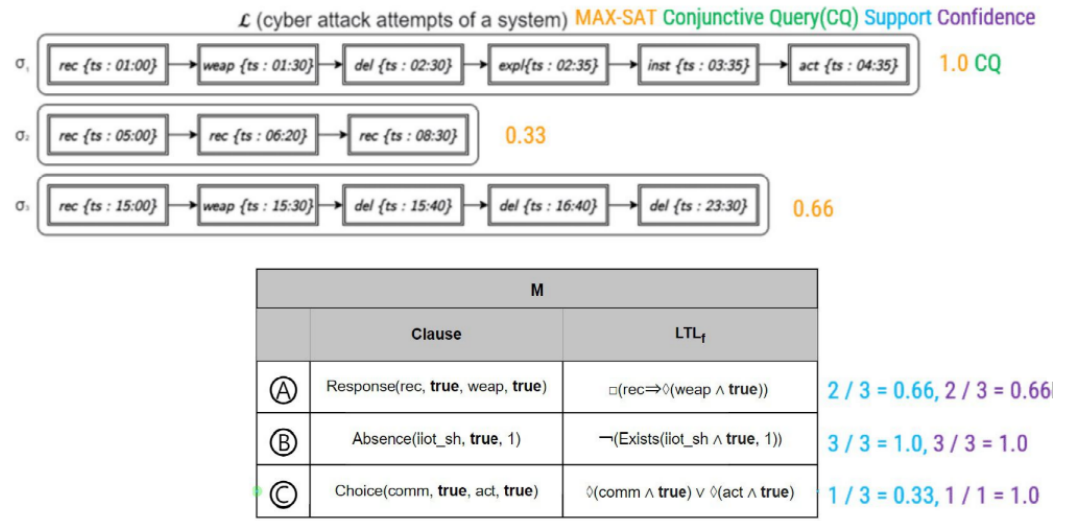 𝓛 (cyber attack attempts of a system) MAX-SAT Conjunctive Query(CQ) Support Confidence
σ₁ rec {ts : 01:00} weap {ts : 01:30} del {ts : 02:30} expl{ts : 02:35} inst {ts : 03:35} act {ts : 04:35} 1.0 CQ
σ₂ rec {ts : 05:00} rec {ts : 06:20} rec {ts : 08:30} 0.33
σ₃ rec {ts : 15:00} weap {ts : 15:30} del {ts : 15:40} del {ts : 16:40} del {ts : 23:30} 0.66
M
Clause LTLf
Ⓐ Response(rec, true, weap, true) □(rec⇒◊(weap ∧ true)) 2 / 3 = 0.66, 2 / 3 = 0.66
Ⓑ Absence(iiot_sh, true, 1) ¬(Exists(iiot_sh ∧ true, 1)) 3 / 3 = 1.0, 3 / 3 = 1.0
Ⓒ Choice(comm, true, act, true) ◊(comm ∧ true) ∨ ◊(act ∧ true) 1 / 3 = 0.33, 1 / 1 = 1.0